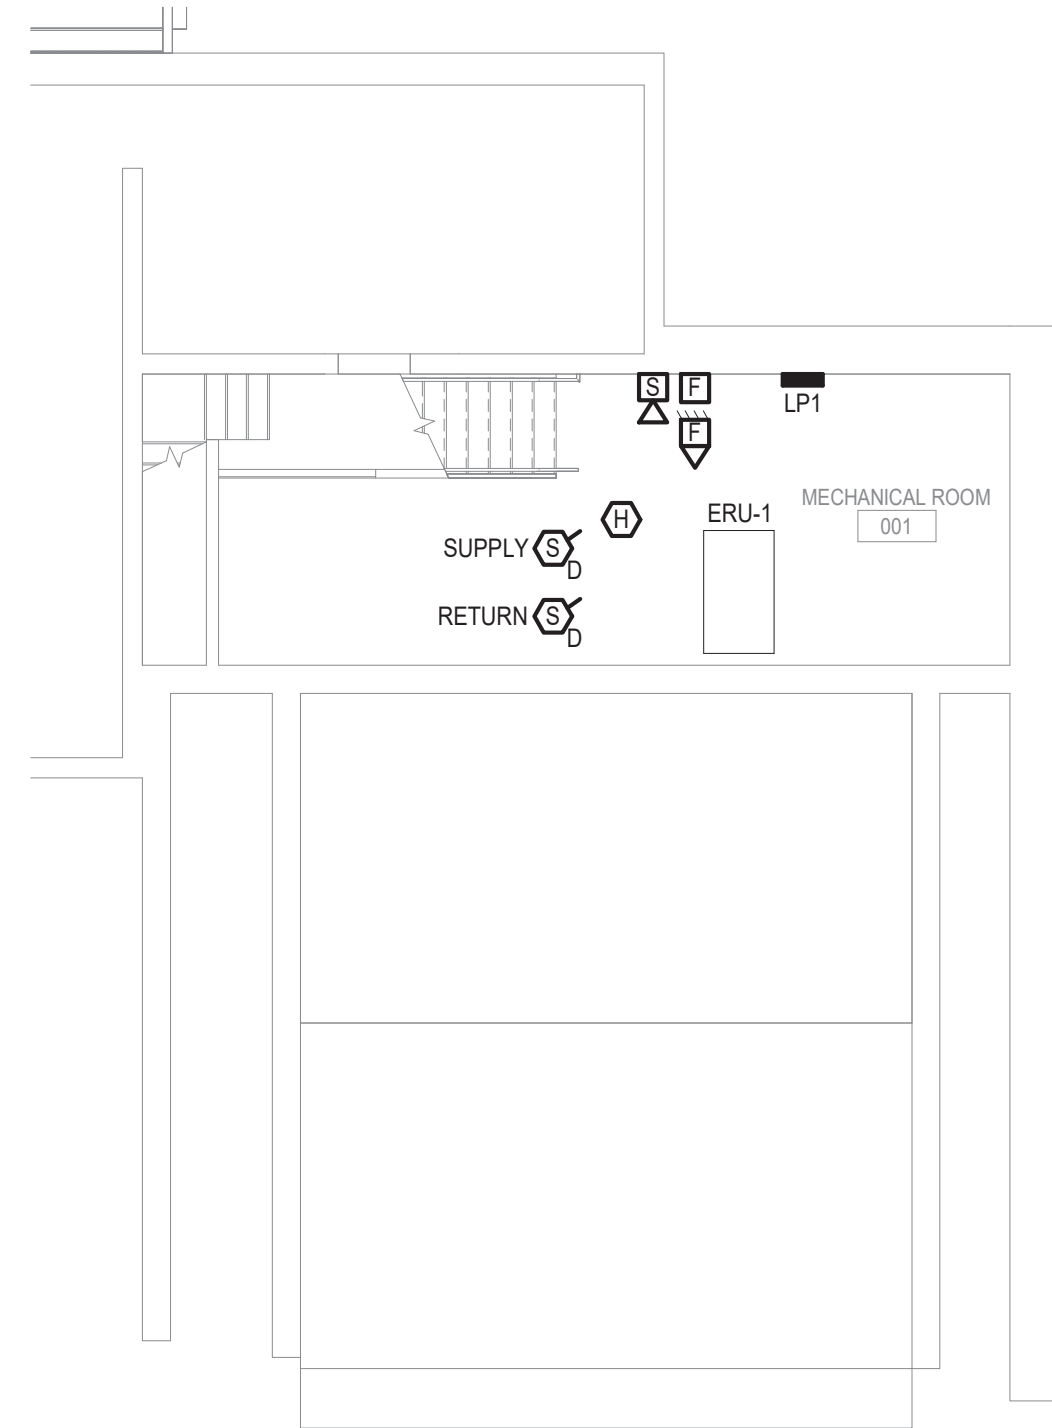 S
F
LP1
F
MECHANICAL ROOM
001
ERU-1
H
SUPPLY S
D
RETURN S
D